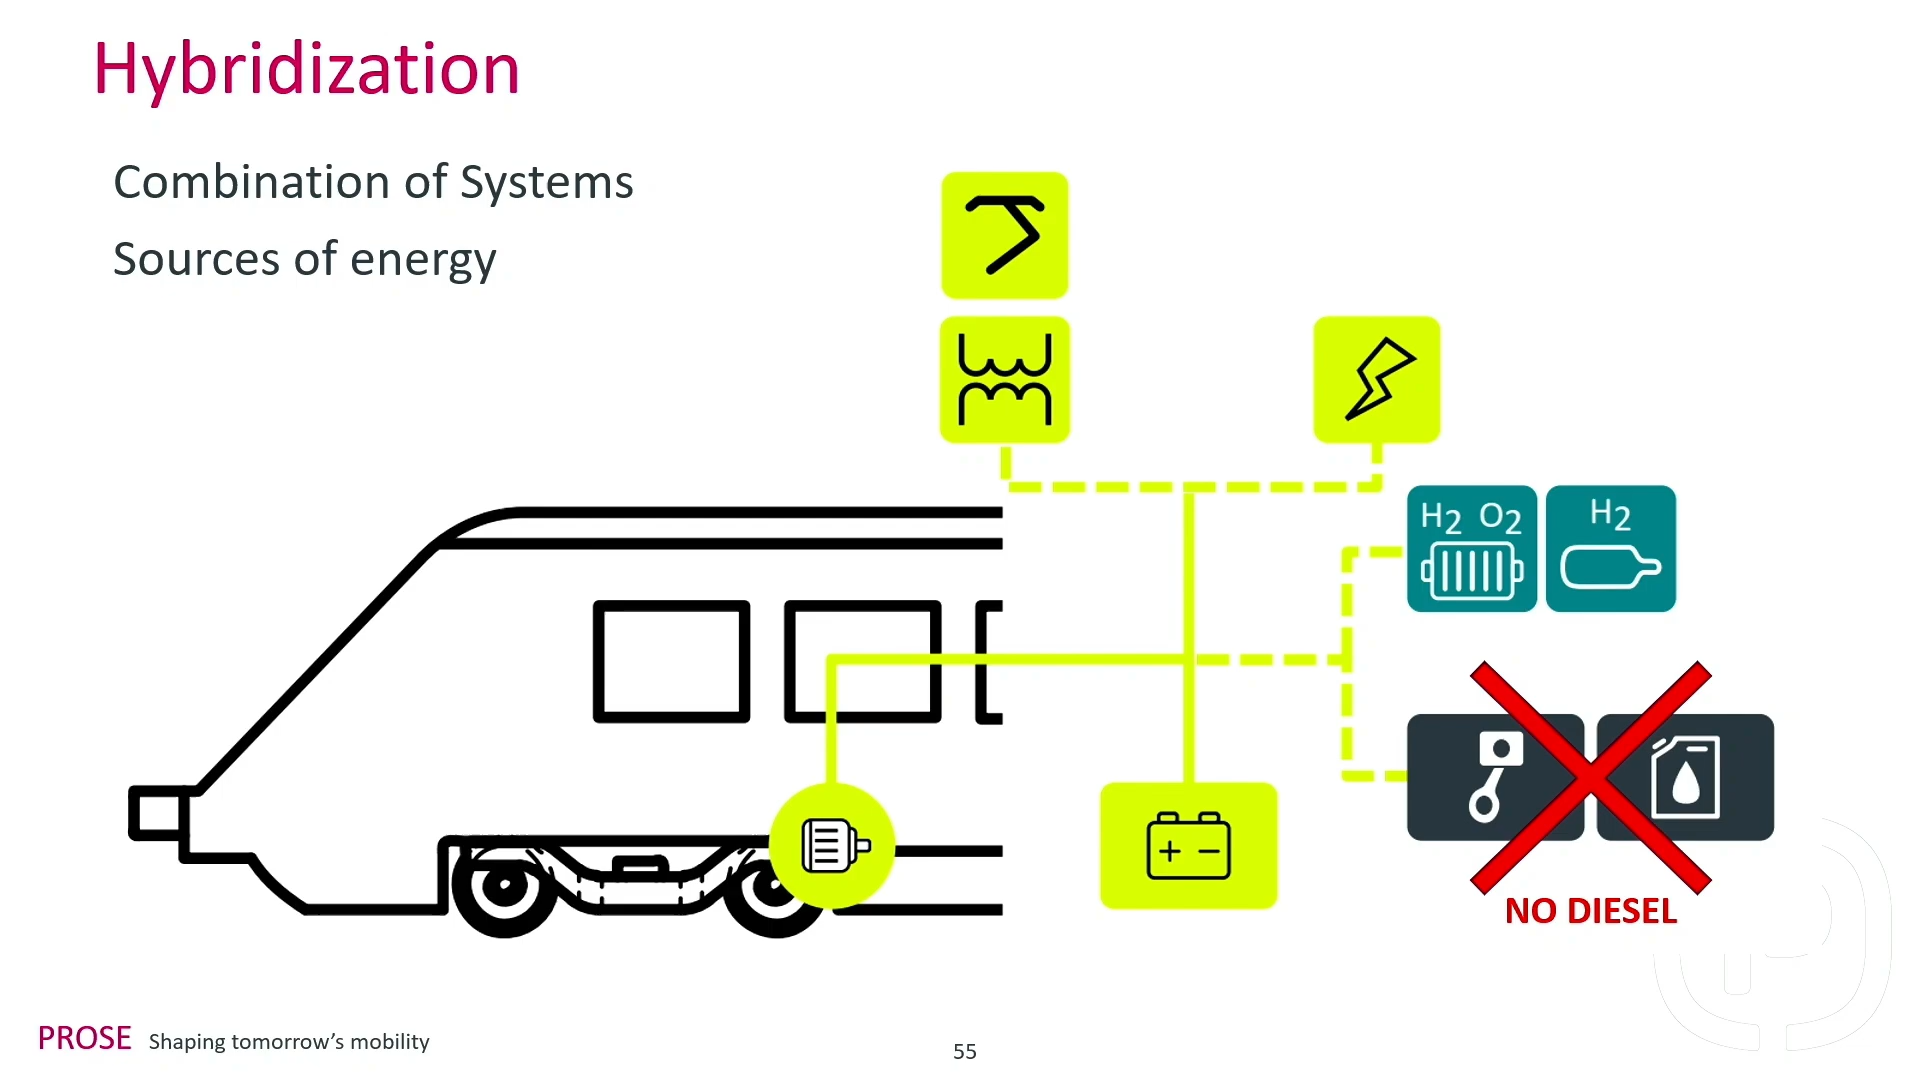 Hybridization
Combination of Systems
Sources of energy
H2 O2
H2
+ −
NO DIESEL
PROSE Shaping tomorrow’s mobility
55